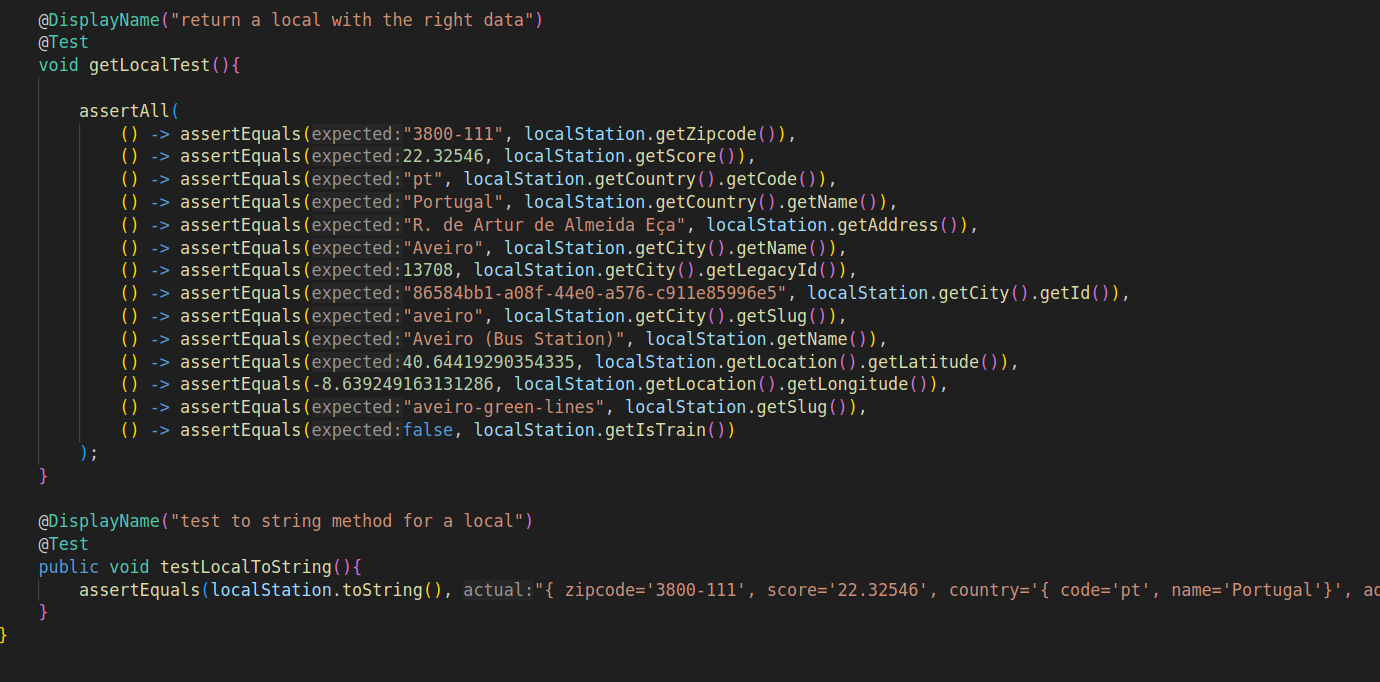 @DisplayName("return a local with the right data")
@Test
void getLocalTest(){
assertAll(
() -> assertEquals(expected:"3800-111", localStation.getZipcode()),
() -> assertEquals(expected:22.32546, localStation.getScore()),
() -> assertEquals(expected:"pt", localStation.getCountry().getCode()),
() -> assertEquals(expected:"Portugal", localStation.getCountry().getName()),
() -> assertEquals(expected:"R. de Artur de Almeida Eça", localStation.getAddress()),
() -> assertEquals(expected:"Aveiro", localStation.getCity().getName()),
() -> assertEquals(expected:13708, localStation.getCity().getLegacyId()),
() -> assertEquals(expected:"86584bb1-a08f-44e0-a576-c911e85996e5", localStation.getCity().getId()),
() -> assertEquals(expected:"aveiro", localStation.getCity().getSlug()),
() -> assertEquals(expected:"Aveiro (Bus Station)", localStation.getName()),
() -> assertEquals(expected:40.64419290354335, localStation.getLocation().getLatitude()),
() -> assertEquals(-8.639249163131286, localStation.getLocation().getLongitude()),
() -> assertEquals(expected:"aveiro-green-lines", localStation.getSlug()),
() -> assertEquals(expected:false, localStation.getIsTrain())
);
}
@DisplayName("test to string method for a local")
@Test
public void testLocalToString(){
assertEquals(localStation.toString(), actual:"{ zipcode='3800-111', score='22.32546', country='{ code='pt', name='Portugal'}', ad
}
}